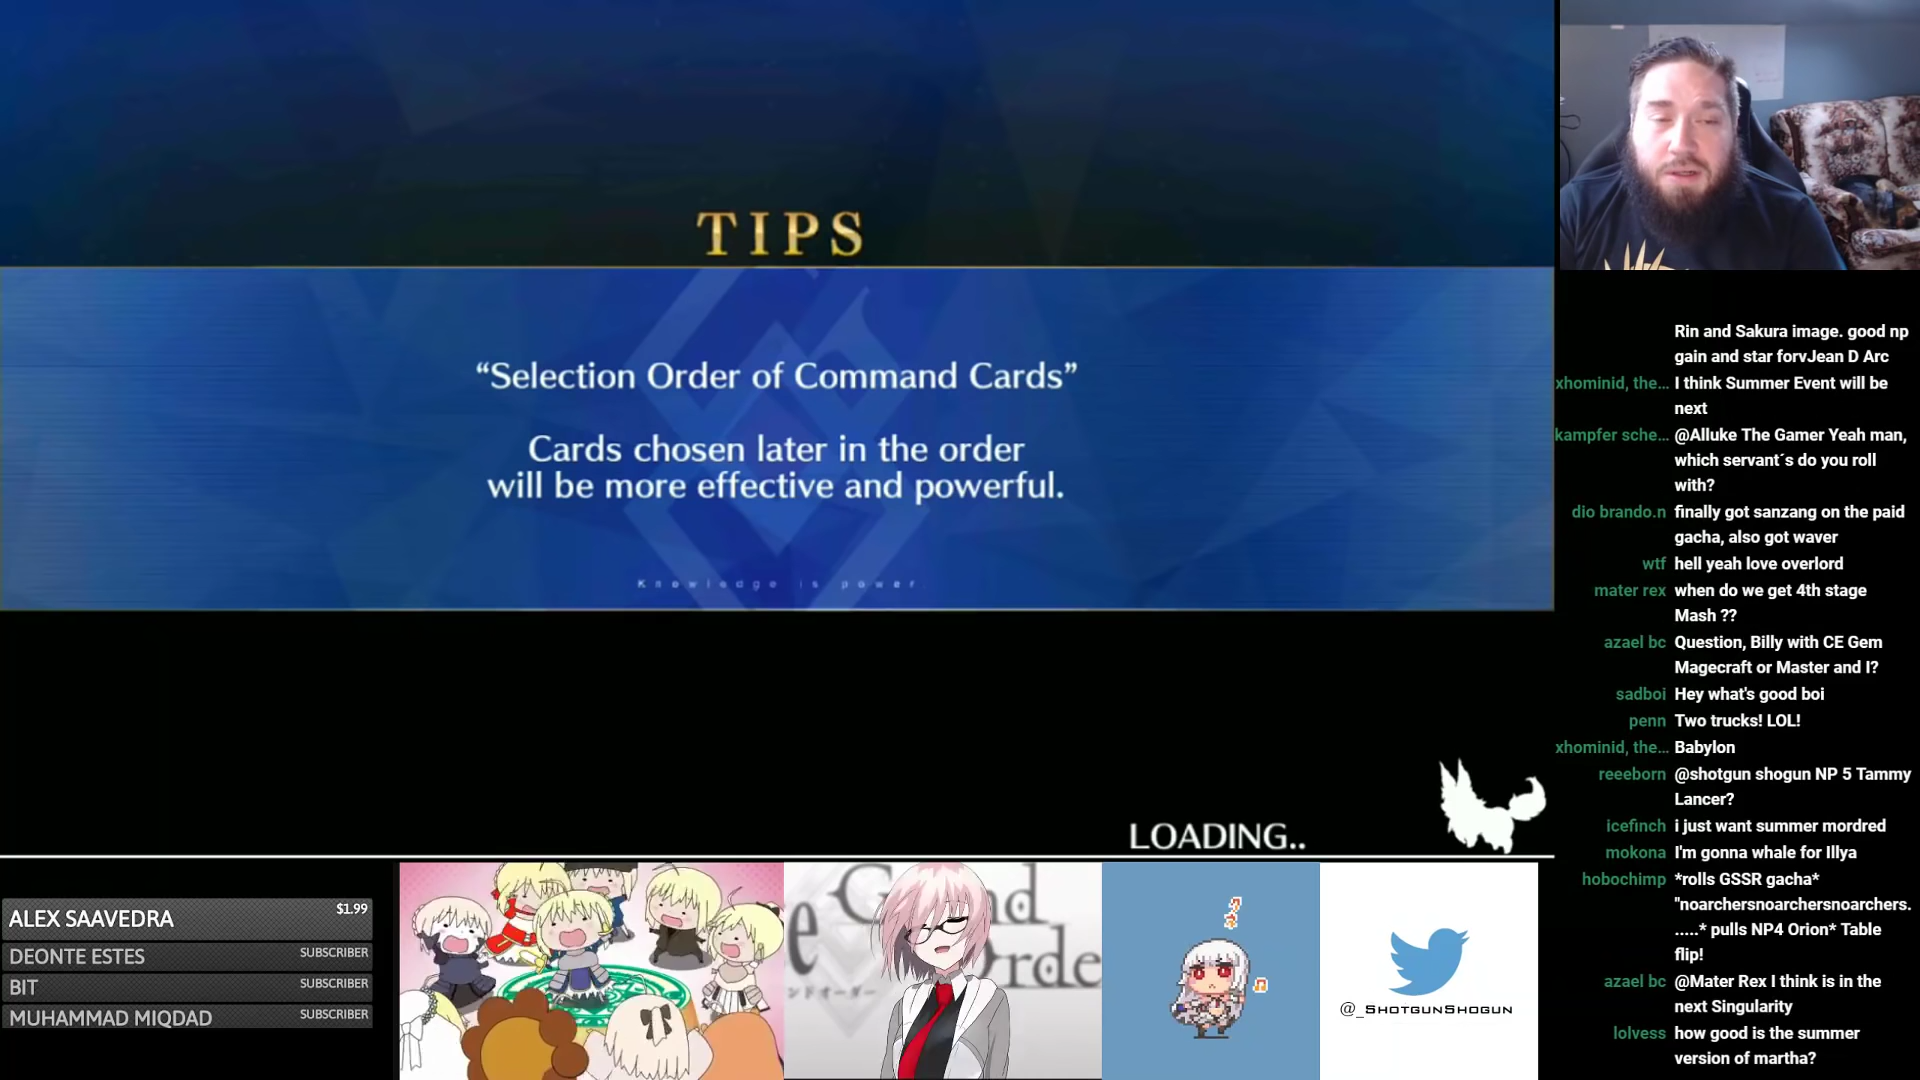 TIPS
“Selection Order of Command Cards”
Cards chosen later in the order
will be more effective and powerful.
Knowledge is power.
LOADING..
Rin and Sakura image. good np
gain and star forvJean D Arc
xhominid, the... I think Summer Event will be
next
kampfer sche... @Alluke The Gamer Yeah man,
which servant´s do you roll
with?
dio brando.n finally got sanzang on the paid
gacha, also got waver
wtf hell yeah love overlord
mater rex when do we get 4th stage
Mash ??
azael bc Question, Billy with CE Gem
Magecraft or Master and I?
sadboi Hey what's good boi
penn Two trucks! LOL!
xhominid, the... Babylon
reeeborn @shotgun shogun NP 5 Tammy
Lancer?
icefinch i just want summer mordred
mokona I'm gonna whale for Illya
hobochimp *rolls GSSR gacha*
"noarchersnoarchersnoarchers.
.....* pulls NP4 Orion* Table
flip!
azael bc @Mater Rex I think is in the
next Singularity
lolvess how good is the summer
version of martha?
ALEX SAAVEDRA $1.99
DEONTE ESTES SUBSCRIBER
BIT SUBSCRIBER
MUHAMMAD MIQDAD SUBSCRIBER
@_ShotgunShogun